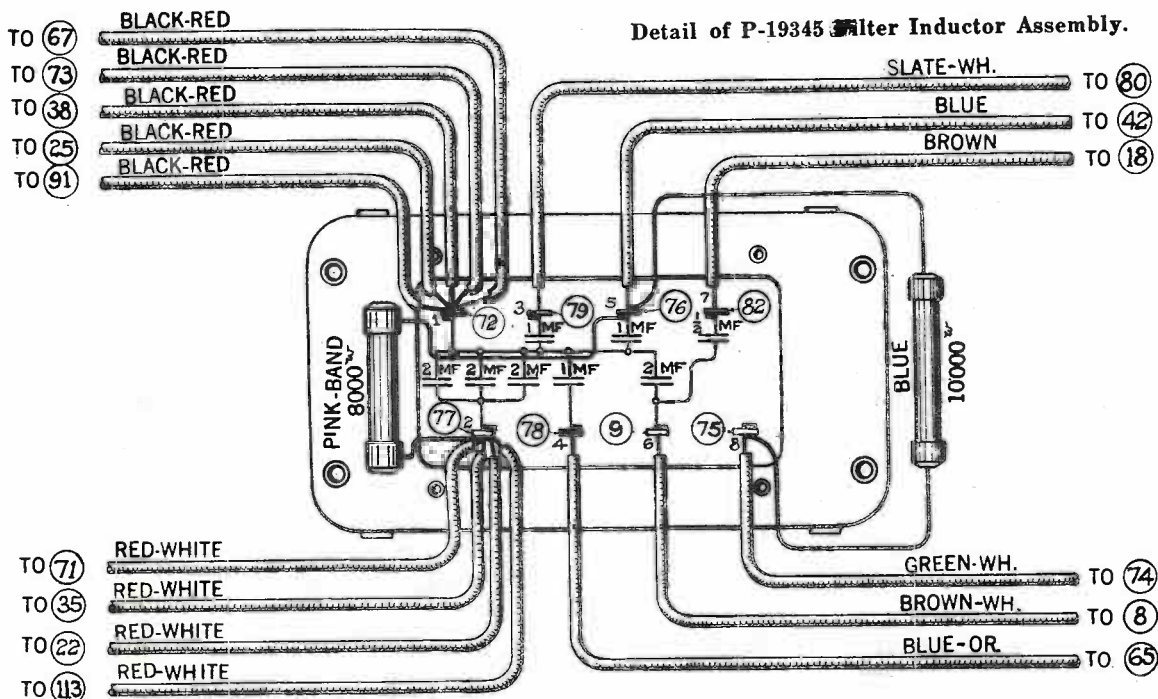 Detail of P-19345 Filter Inductor Assembly.
BLACK-RED
TO 67
BLACK-RED
TO 73
BLACK-RED
TO 38
BLACK-RED
TO 25
BLACK-RED
TO 91
SLATE-WH.
TO 80
BLUE
TO 42
BROWN
TO 18
1
72
3
79
1 MF
5
76
1 MF
7
82
1/2 MF
2 MF
2 MF
2 MF
1 MF
2 MF
PINK-BAND
8000 ω
BLUE
10'000 ω
77
2
78
4
9
6
75
8
RED-WHITE
TO 71
RED-WHITE
TO 35
RED-WHITE
TO 22
RED-WHITE
TO 113
GREEN-WH.
TO 74
BROWN-WH.
TO 8
BLUE-OR.
TO 65